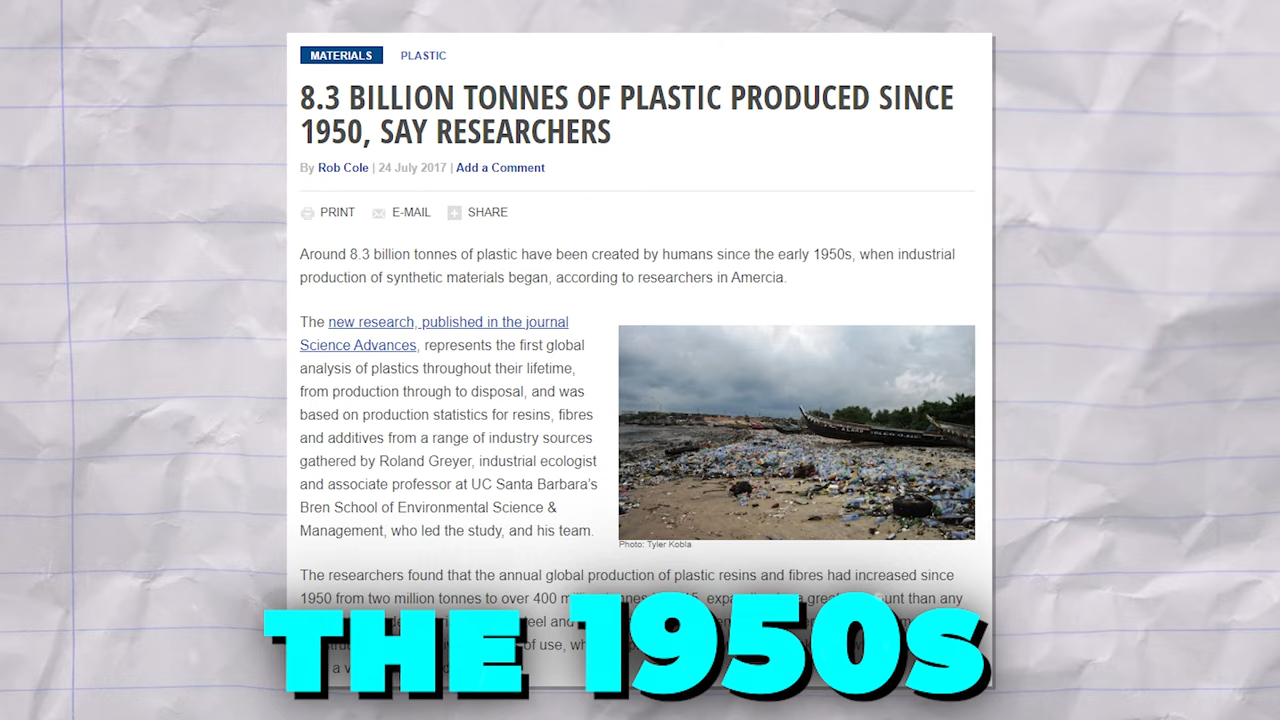 MATERIALS PLASTIC
8.3 BILLION TONNES OF PLASTIC PRODUCED SINCE
1950, SAY RESEARCHERS
By Rob Cole | 24 July 2017 | Add a Comment
PRINT E-MAIL SHARE
Around 8.3 billion tonnes of plastic have been created by humans since the early 1950s, when industrial
production of synthetic materials began, according to researchers in Amercia.
The new research, published in the journal
Science Advances, represents the first global
analysis of plastics throughout their lifetime,
from production through to disposal, and was
based on production statistics for resins, fibres
and additives from a range of industry sources
gathered by Roland Greyer, industrial ecologist
and associate professor at UC Santa Barbara's
Bren School of Environmental Science &
Management, who led the study, and his team.
Photo: Tyler Kobla
The researchers found that the annual global production of plastic resins and fibres had increased since
1950 from two million tonnes to over 400 than any
of use,
THE 1950s